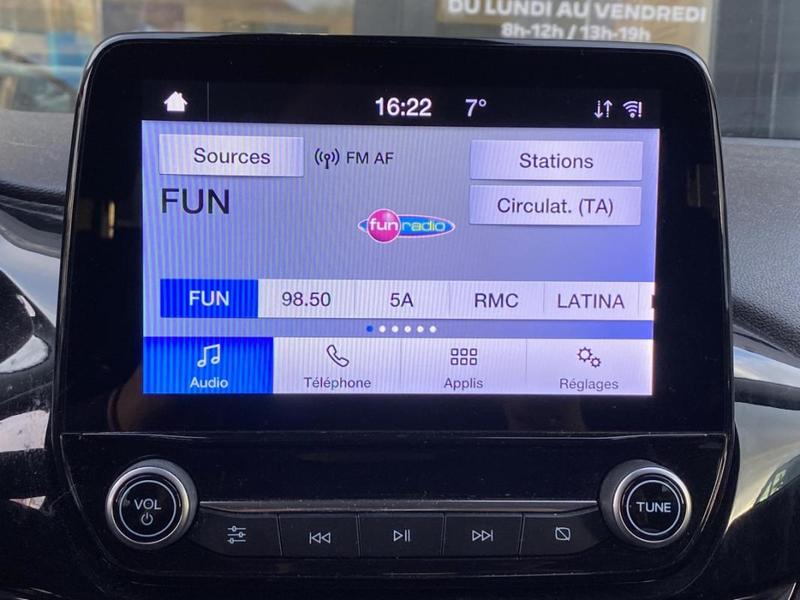 DU LUNDI AU VENDREDI
8h-12h / 13h-19h
16:22 7°
Sources FM AF Stations
FUN
funradio
Circulat. (TA)
FUN 98.50 5A RMC LATINA
Audio Téléphone Applis Réglages
VOL TUNE